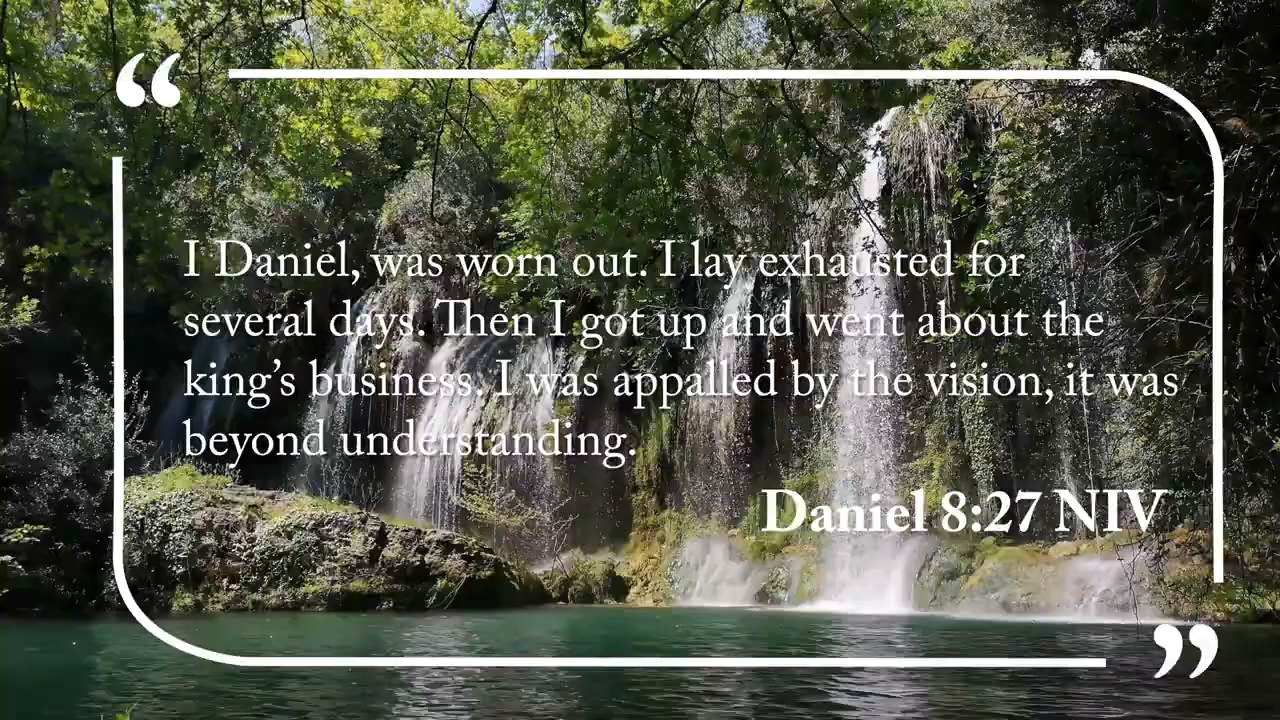 “
I Daniel, was worn out. I lay exhausted for
several days. Then I got up and went about the
king’s business. I was appalled by the vision, it was
beyond understanding.
Daniel 8:27 NIV
”